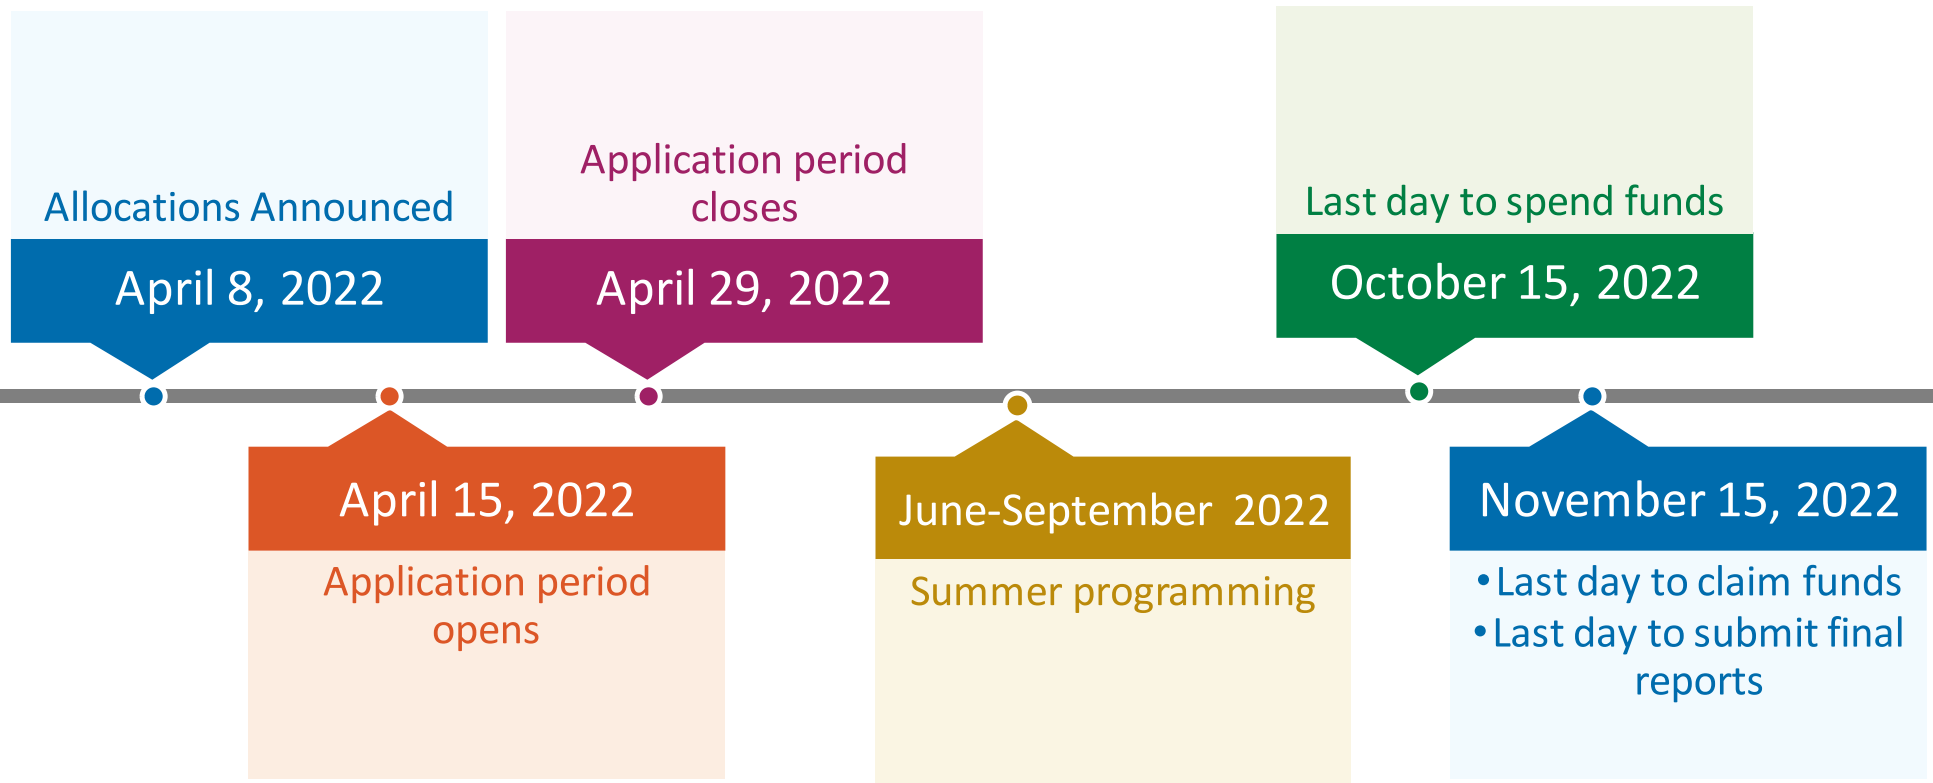 Allocations Announced
April 8, 2022
Application period
closes
April 29, 2022
Last day to spend funds
October 15, 2022
April 15, 2022
Application period
opens
June-September 2022
Summer programming
November 15, 2022
• Last day to claim funds
• Last day to submit final
reports